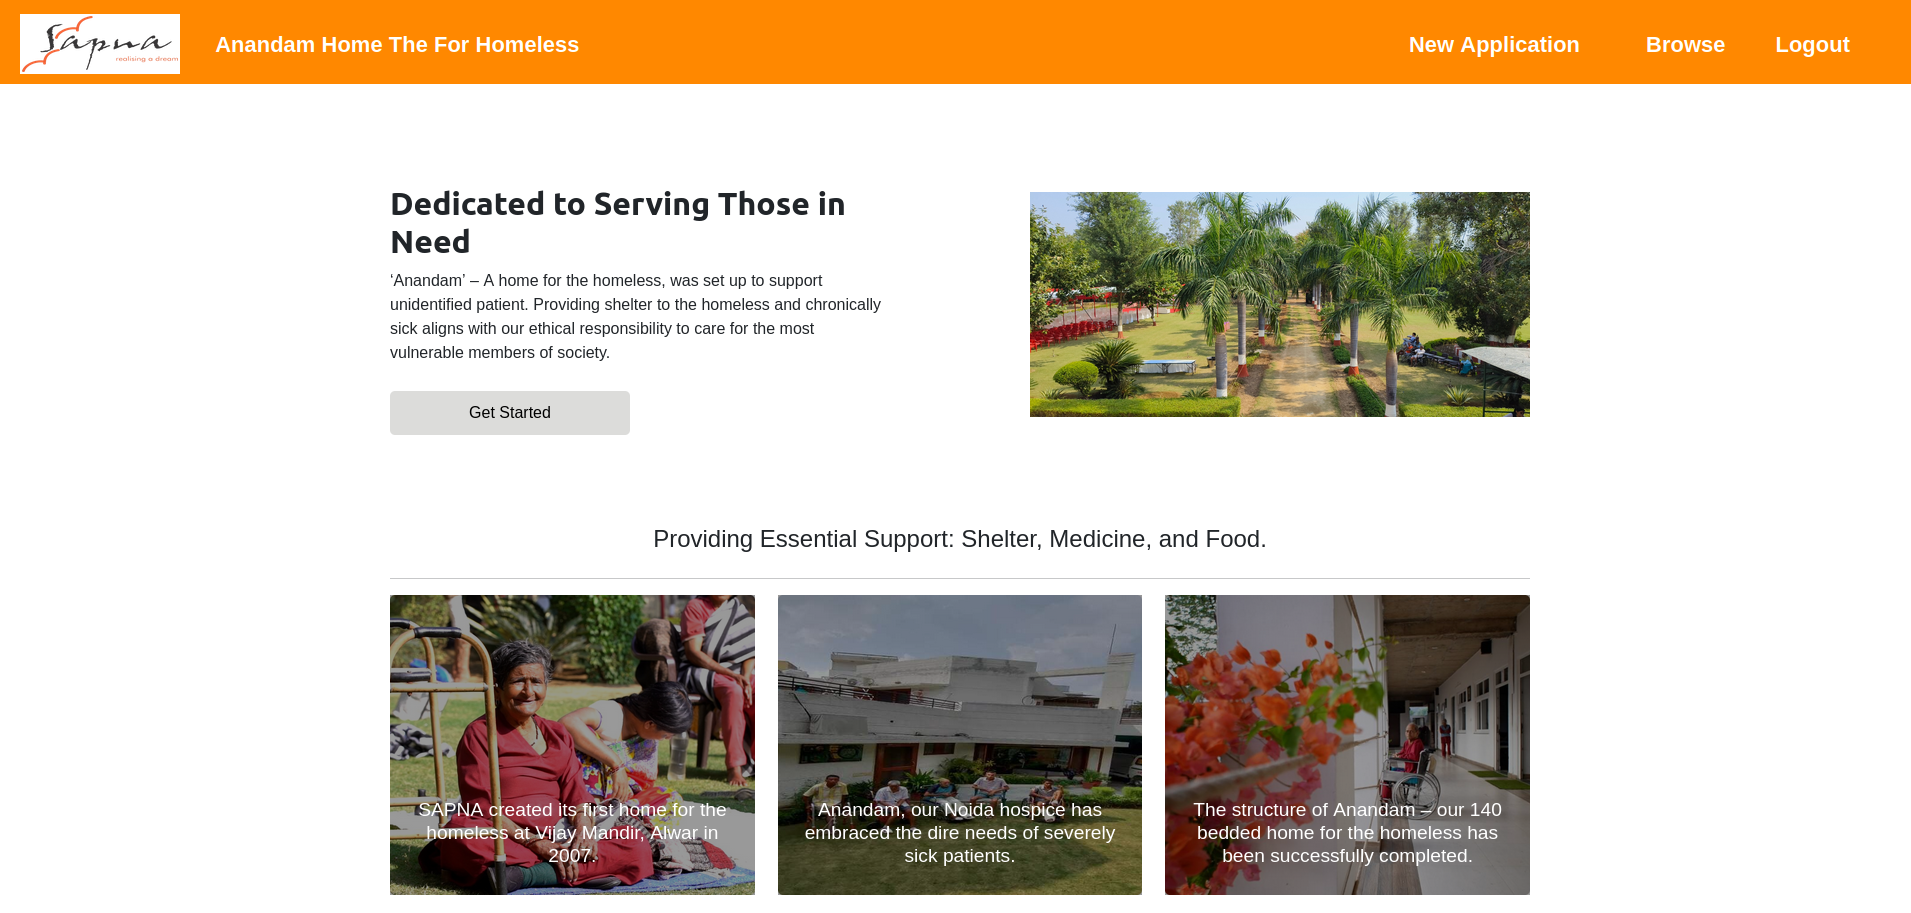 Sapna
realising a dream
Anandam Home The For Homeless
New Application
Browse
Logout
Dedicated to Serving Those in
Need
‘Anandam’ – A home for the homeless, was set up to support
unidentified patient. Providing shelter to the homeless and chronically
sick aligns with our ethical responsibility to care for the most
vulnerable members of society.
Get Started
Providing Essential Support: Shelter, Medicine, and Food.
SAPNA created its first home for the
homeless at Vijay Mandir, Alwar in
2007.
Anandam, our Noida hospice has
embraced the dire needs of severely
sick patients.
The structure of Anandam – our 140
bedded home for the homeless has
been successfully completed.